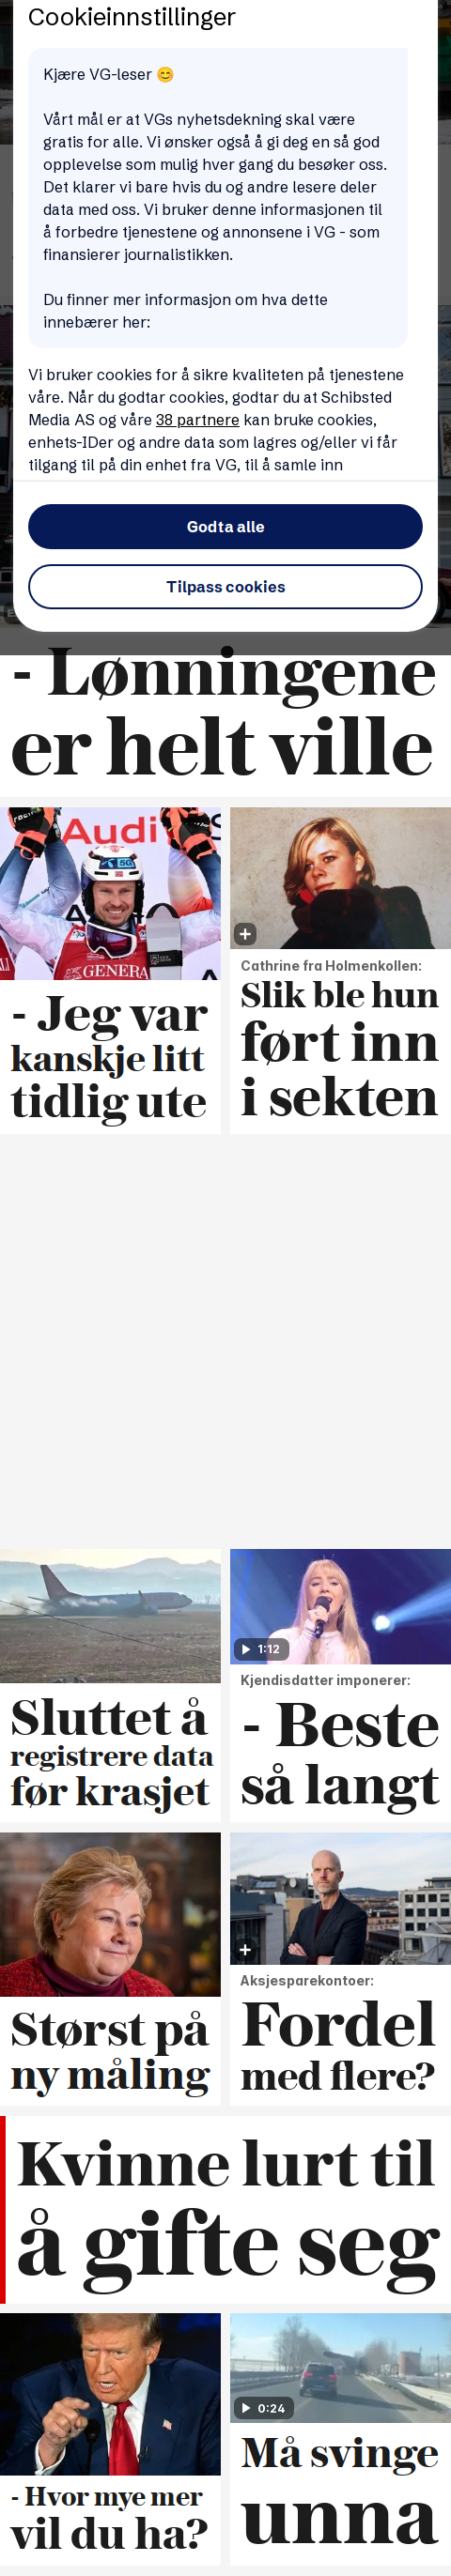 Cookieinnstillinger
Kjære VG-leser 😊
Vårt mål er at VGs nyhetsdekning skal være
gratis for alle. Vi ønsker også å gi deg en så god
opplevelse som mulig hver gang du besøker oss.
Det klarer vi bare hvis du og andre lesere deler
data med oss. Vi bruker denne informasjonen til
å forbedre tjenestene og annonsene i VG - som
finansierer journalistikken.
Du finner mer informasjon om hva dette
innebærer her:
Vi bruker cookies for å sikre kvaliteten på tjenestene
våre. Når du godtar cookies, godtar du at Schibsted
Media AS og våre 38 partnere kan bruke cookies,
enhets-IDer og andre data som lagres og/eller vi får
tilgang til på din enhet fra VG, til å samle inn
Godta alle
Tilpass cookies
- Lønningene
er helt ville
Audi
SG
GENERALI
- Jeg var
kanskje litt
tidlig ute
Cathrine fra Holmenkollen:
Slik ble hun
ført inn
i sekten
Sluttet å
registrere data
før krasjet
1:12
Kjendisdatter imponerer:
- Beste
så langt
Størst på
ny måling
Aksjesparekontoer:
Fordel
med flere?
Kvinne lurt til
å gifte seg
- Hvor mye mer
vil du ha?
0:24
Må svinge
unna